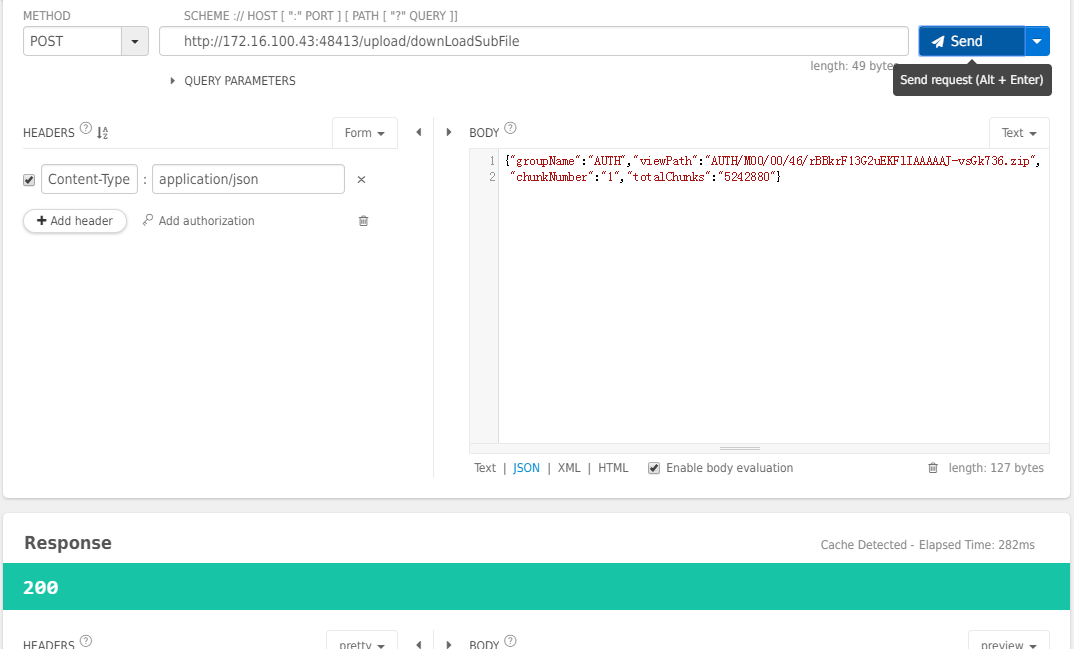 METHOD
SCHEME :// HOST [ ":" PORT ] [ PATH [ "?" QUERY ]]
POST
http://172.16.100.43:48413/upload/downLoadSubFile
Send
length: 49 bytes
Send request (Alt + Enter)
QUERY PARAMETERS
HEADERS ?
Form
BODY ?
Text
Content-Type : application/json ×
+ Add header
Add authorization
1 {"groupName":"AUTH","viewPath":"AUTH/M00/00/46/rBBkrF13G2uEKFlIAAAAAJ-vsGk736.zip",
2 "chunkNumber":"1","totalChunks":"5242880"}
Text | JSON | XML | HTML
Enable body evaluation
length: 127 bytes
Response
Cache Detected - Elapsed Time: 282ms
200
HEADERS ?
pretty
BODY ?
preview